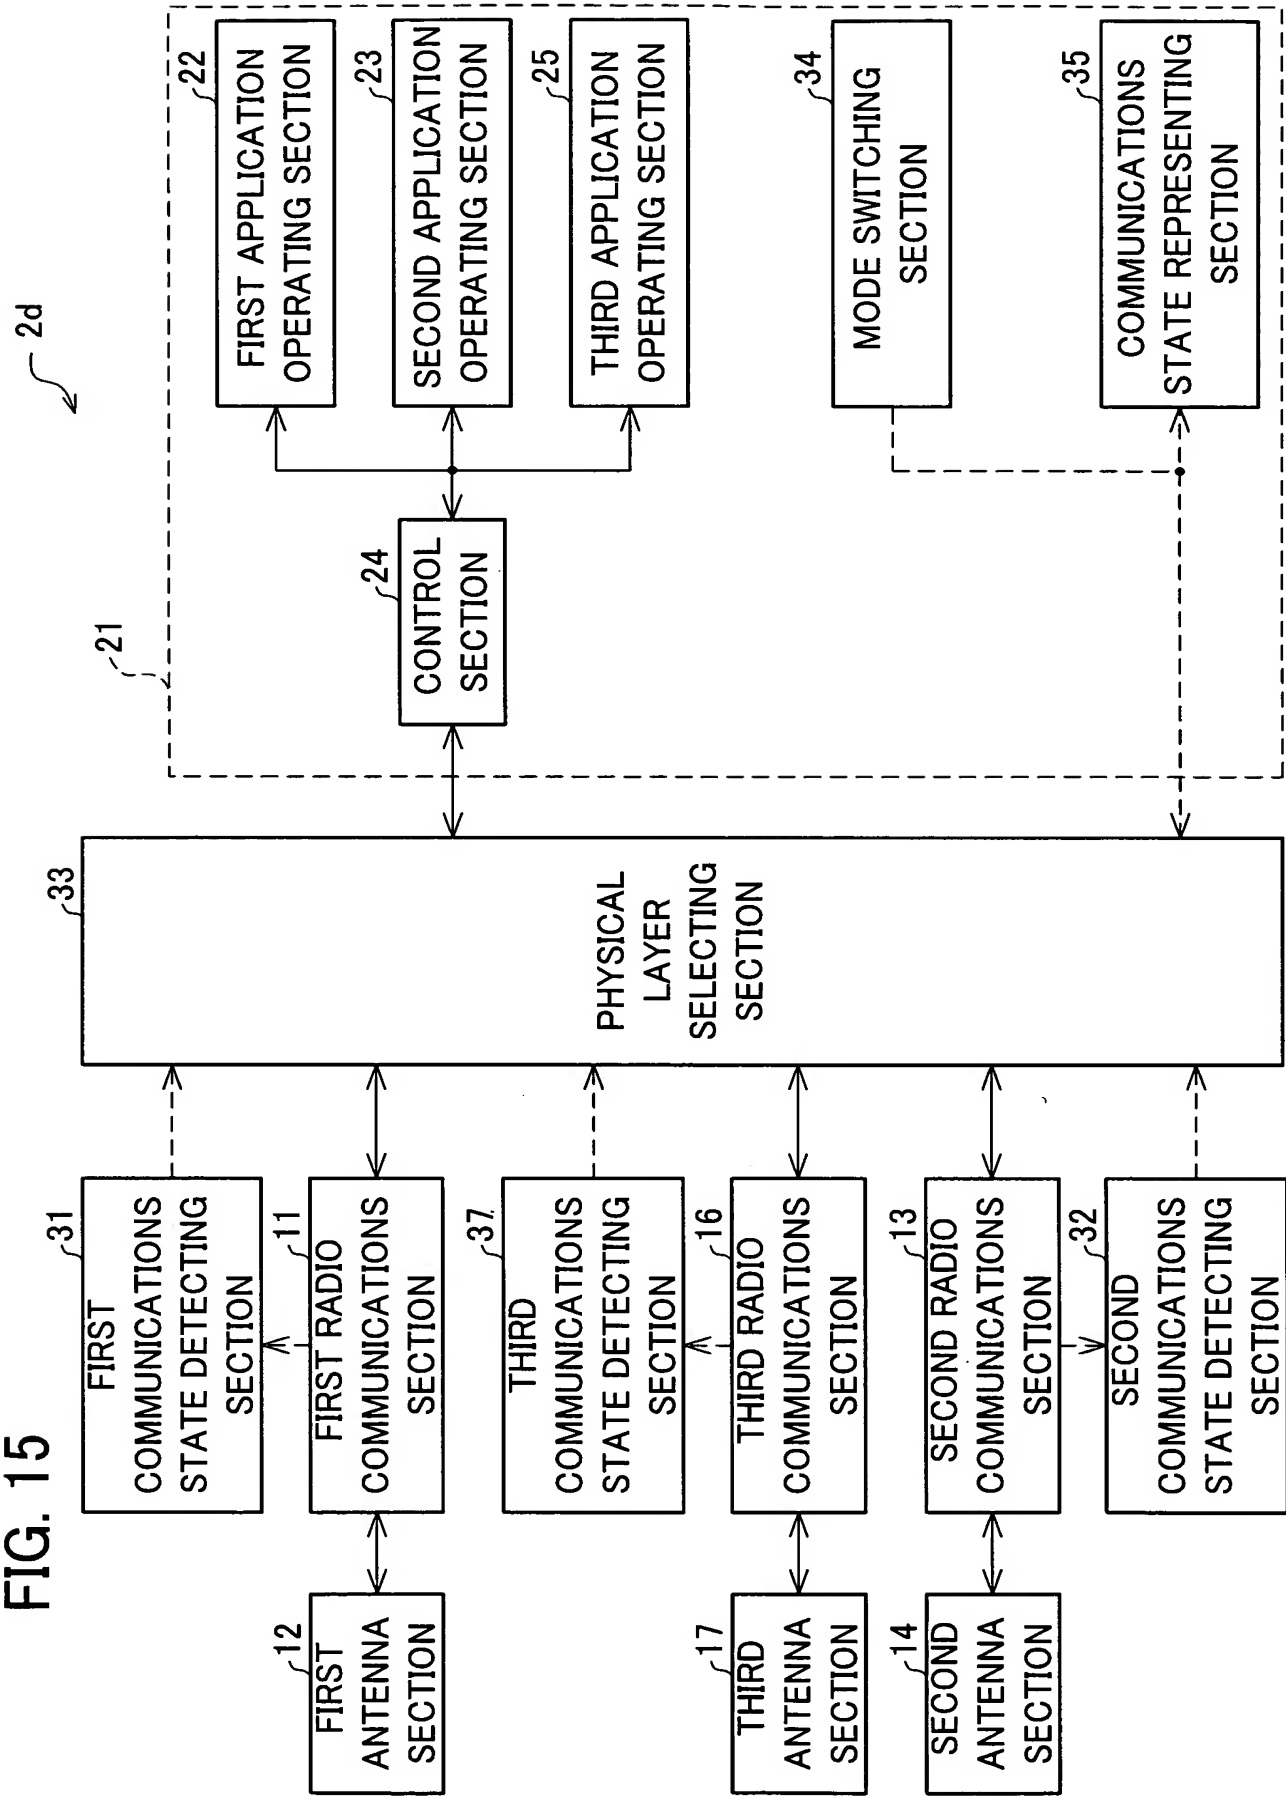 FIG. 15
2d
12
FIRST
ANTENNA
SECTION
17
THIRD
ANTENNA
SECTION
14
SECOND
ANTENNA
SECTION
31
FIRST
COMMUNICATIONS
STATE DETECTING
SECTION
11
FIRST RADIO
COMMUNICATIONS
SECTION
37
THIRD
COMMUNICATIONS
STATE DETECTING
SECTION
16
THIRD RADIO
COMMUNICATIONS
SECTION
13
SECOND RADIO
COMMUNICATIONS
SECTION
32
SECOND
COMMUNICATIONS
STATE DETECTING
SECTION
33
PHYSICAL
LAYER
SELECTING
SECTION
21
24
CONTROL
SECTION
22
FIRST APPLICATION
OPERATING SECTION
23
SECOND APPLICATION
OPERATING SECTION
25
THIRD APPLICATION
OPERATING SECTION
34
MODE SWITCHING
SECTION
35
COMMUNICATIONS
STATE REPRESENTING
SECTION